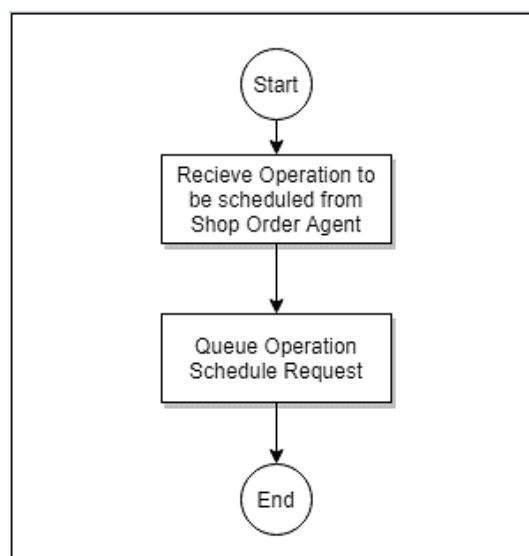 Start
Recieve Operation to
be scheduled from
Shop Order Agent
Queue Operation
Schedule Request
End